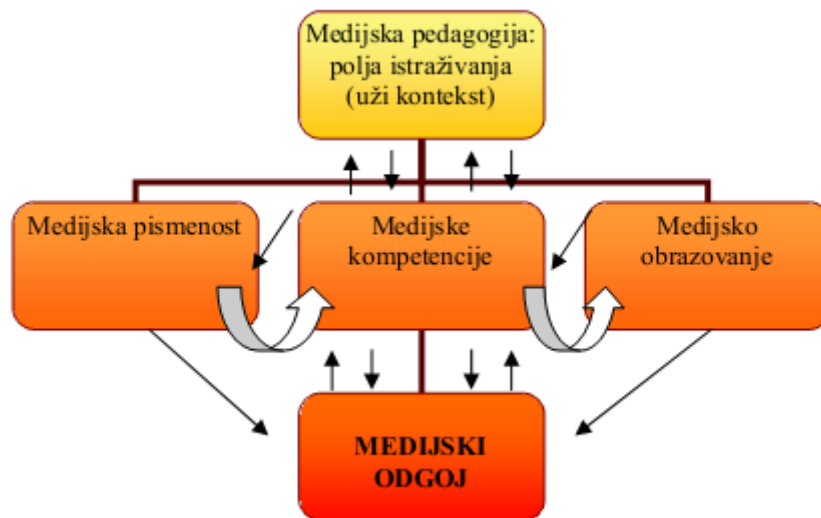 Medijska pedagogija:
polja istraživanja
(uži kontekst)
Medijska pismenost
Medijske
kompetencije
Medijsko
obrazovanje
MEDIJSKI
ODGOJ